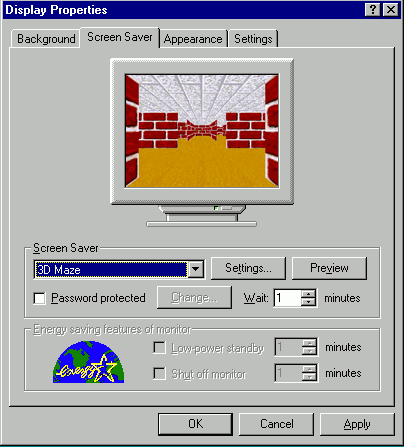 Display Properties
Background Screen Saver Appearance Settings
Screen Saver
3D Maze Settings... Preview
Password protected Change... Wait: 1 minutes
Energy saving features of monitor
energy Low-power standby 1 minutes
Shut off monitor 1 minutes
OK Cancel Apply